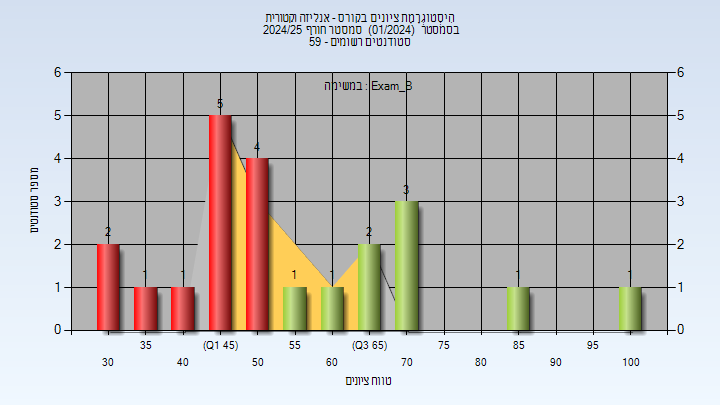 הִיסְטוֹגְרַמַת ציונים בקורס - אנליזה וקטורית
בסמסטר (01/2024) סמסטר חורף 2024/25
סטודנטים רשומים - 59
במשימה : Exam_B
מספר סטודנטים
6 6
5 5
4 4
3 3
2 2
1 1
0 0
2 1 1 5 4 1 1 2 3 1 1
35 (Q1 45) 55 (Q3 65) 75 85 95
30 40 50 60 70 80 90 100
טווח ציונים